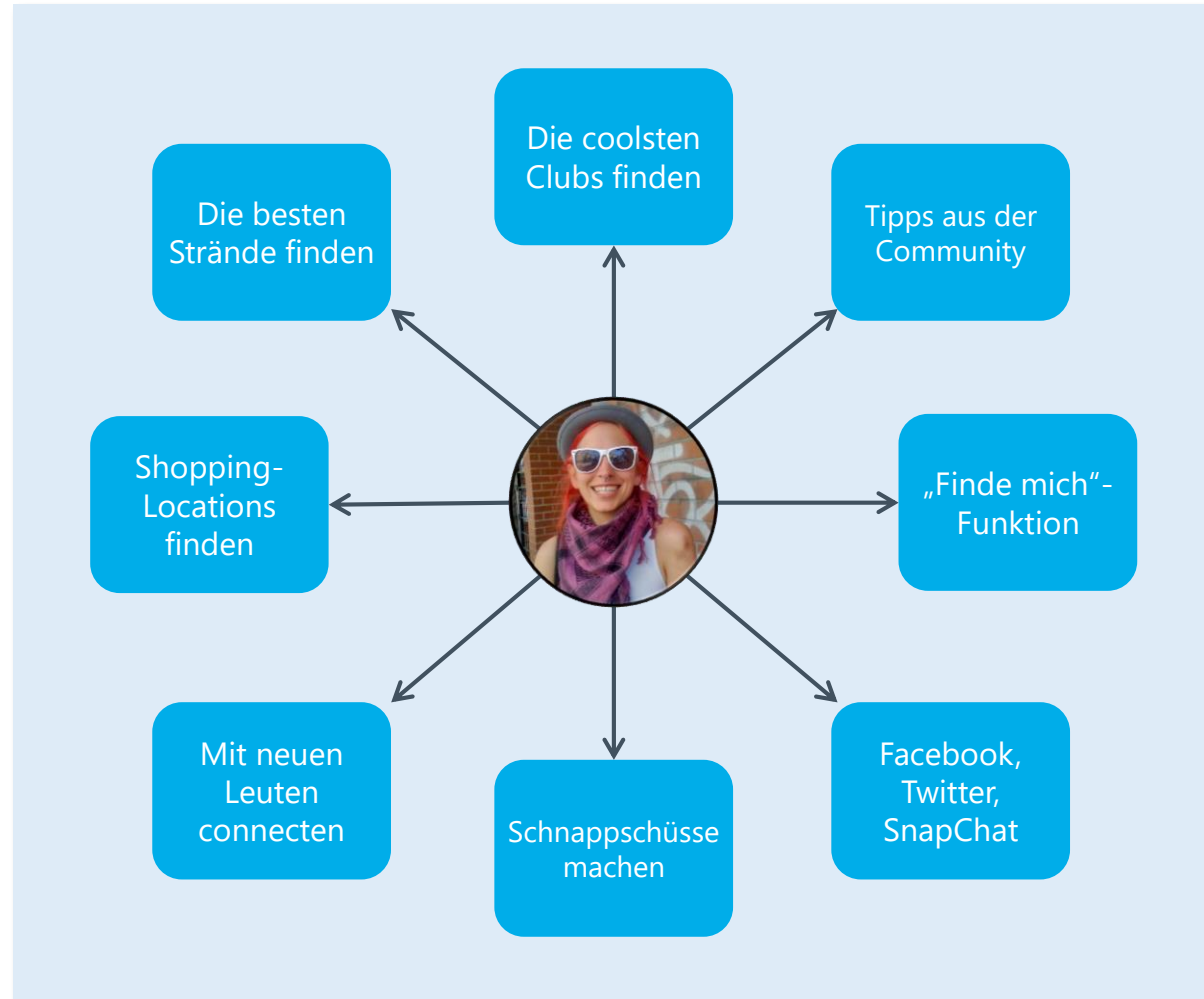 Die coolsten
Clubs finden
Die besten
Strände finden
Tipps aus der
Community
Shopping-
Locations
finden
„Finde mich“-
Funktion
Mit neuen
Leuten
connecten
Schnappschüsse
machen
Facebook,
Twitter,
SnapChat